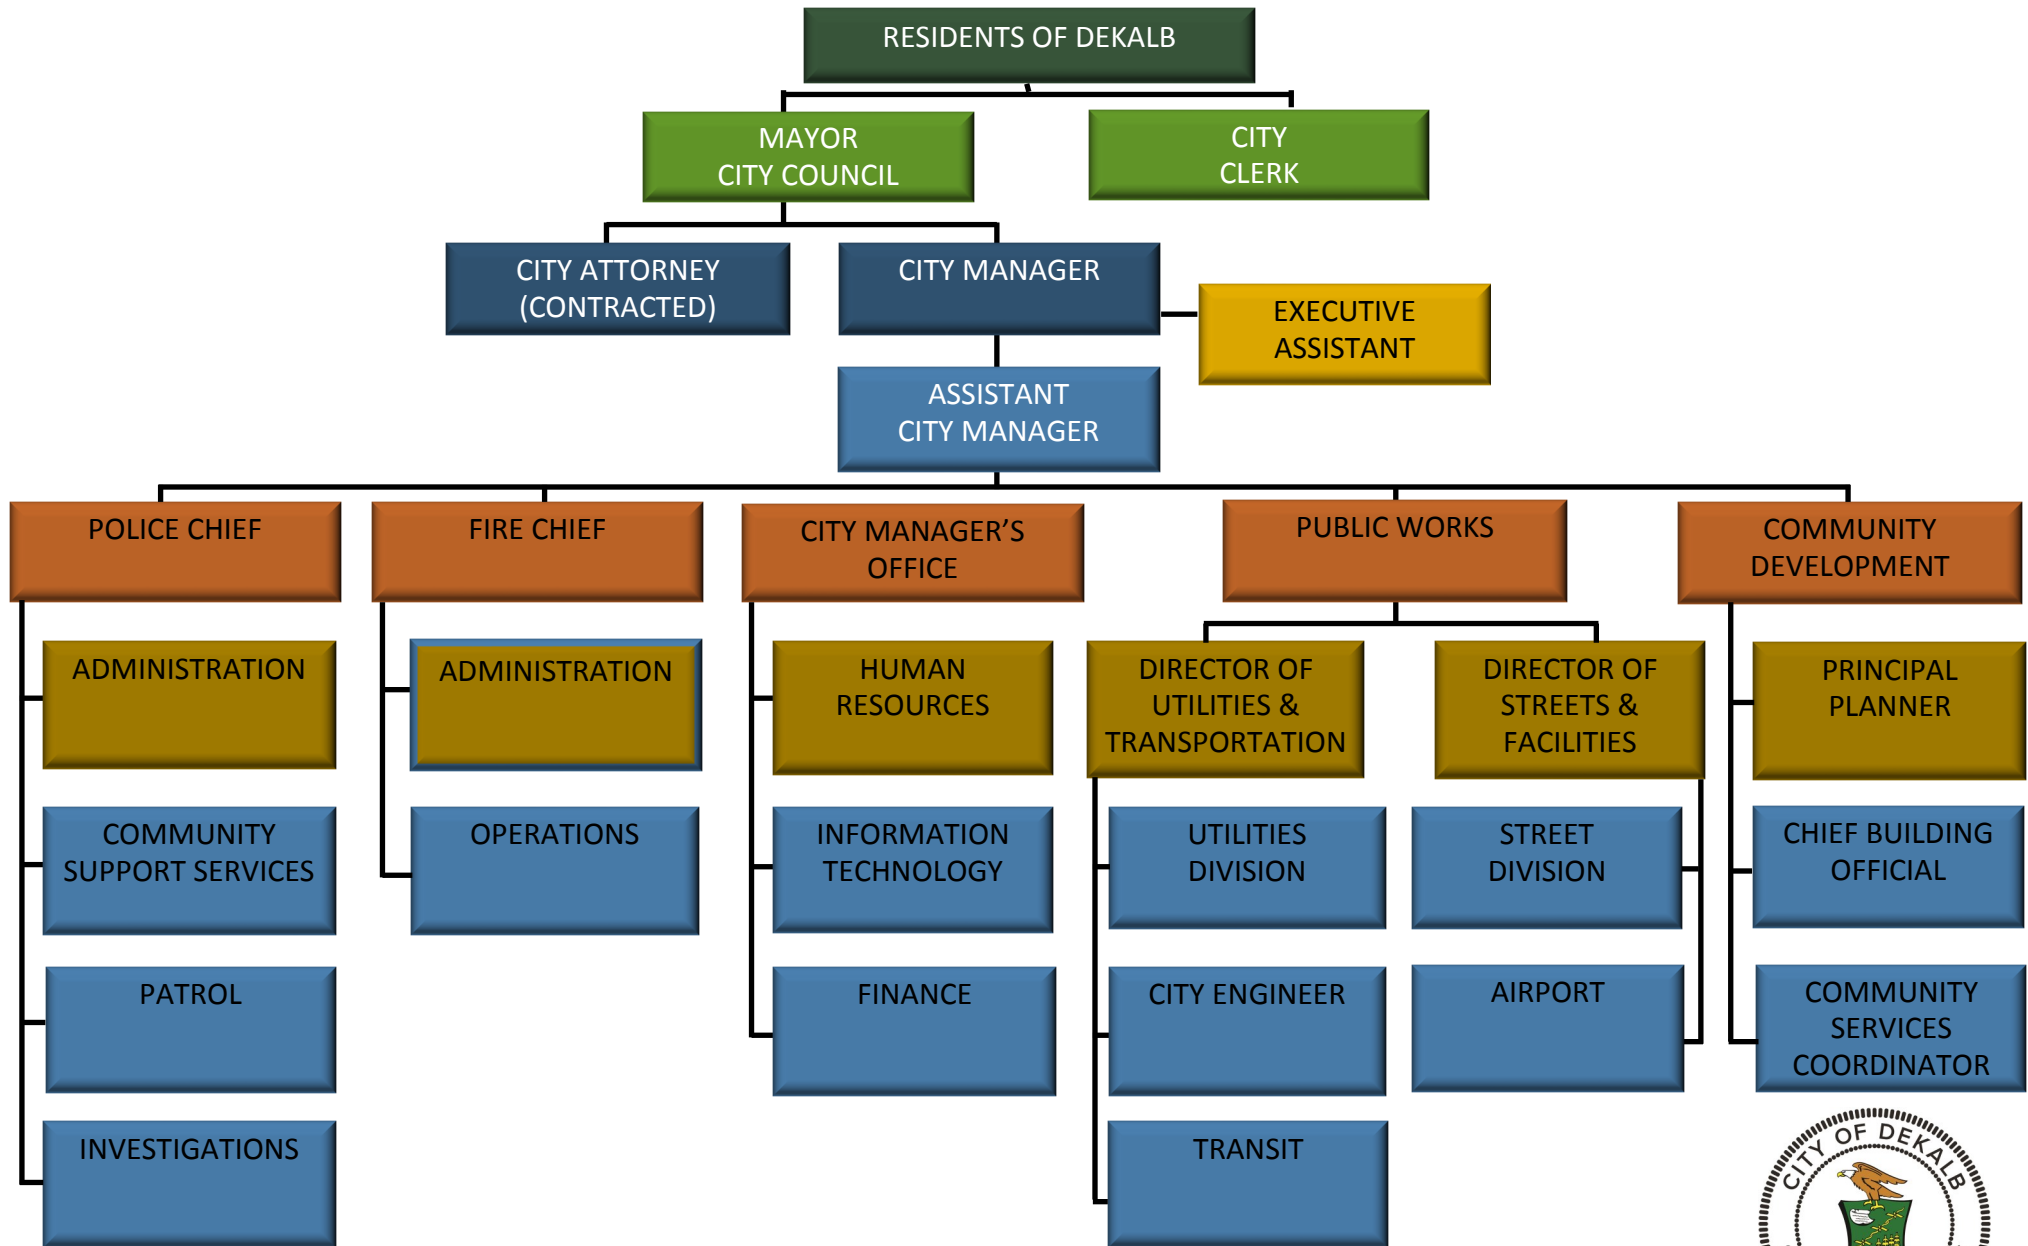 RESIDENTS OF DEKALB
MAYOR
CITY COUNCIL
CITY
CLERK
CITY ATTORNEY
(CONTRACTED)
CITY MANAGER
EXECUTIVE
ASSISTANT
ASSISTANT
CITY MANAGER
POLICE CHIEF
FIRE CHIEF
CITY MANAGER’S
OFFICE
PUBLIC WORKS
COMMUNITY
DEVELOPMENT
ADMINISTRATION
COMMUNITY
SUPPORT SERVICES
PATROL
INVESTIGATIONS
ADMINISTRATION
OPERATIONS
HUMAN
RESOURCES
INFORMATION
TECHNOLOGY
FINANCE
DIRECTOR OF
UTILITIES &
TRANSPORTATION
UTILITIES
DIVISION
CITY ENGINEER
TRANSIT
DIRECTOR OF
STREETS &
FACILITIES
STREET
DIVISION
AIRPORT
PRINCIPAL
PLANNER
CHIEF BUILDING
OFFICIAL
COMMUNITY
SERVICES
COORDINATOR
CITY OF DEKALB